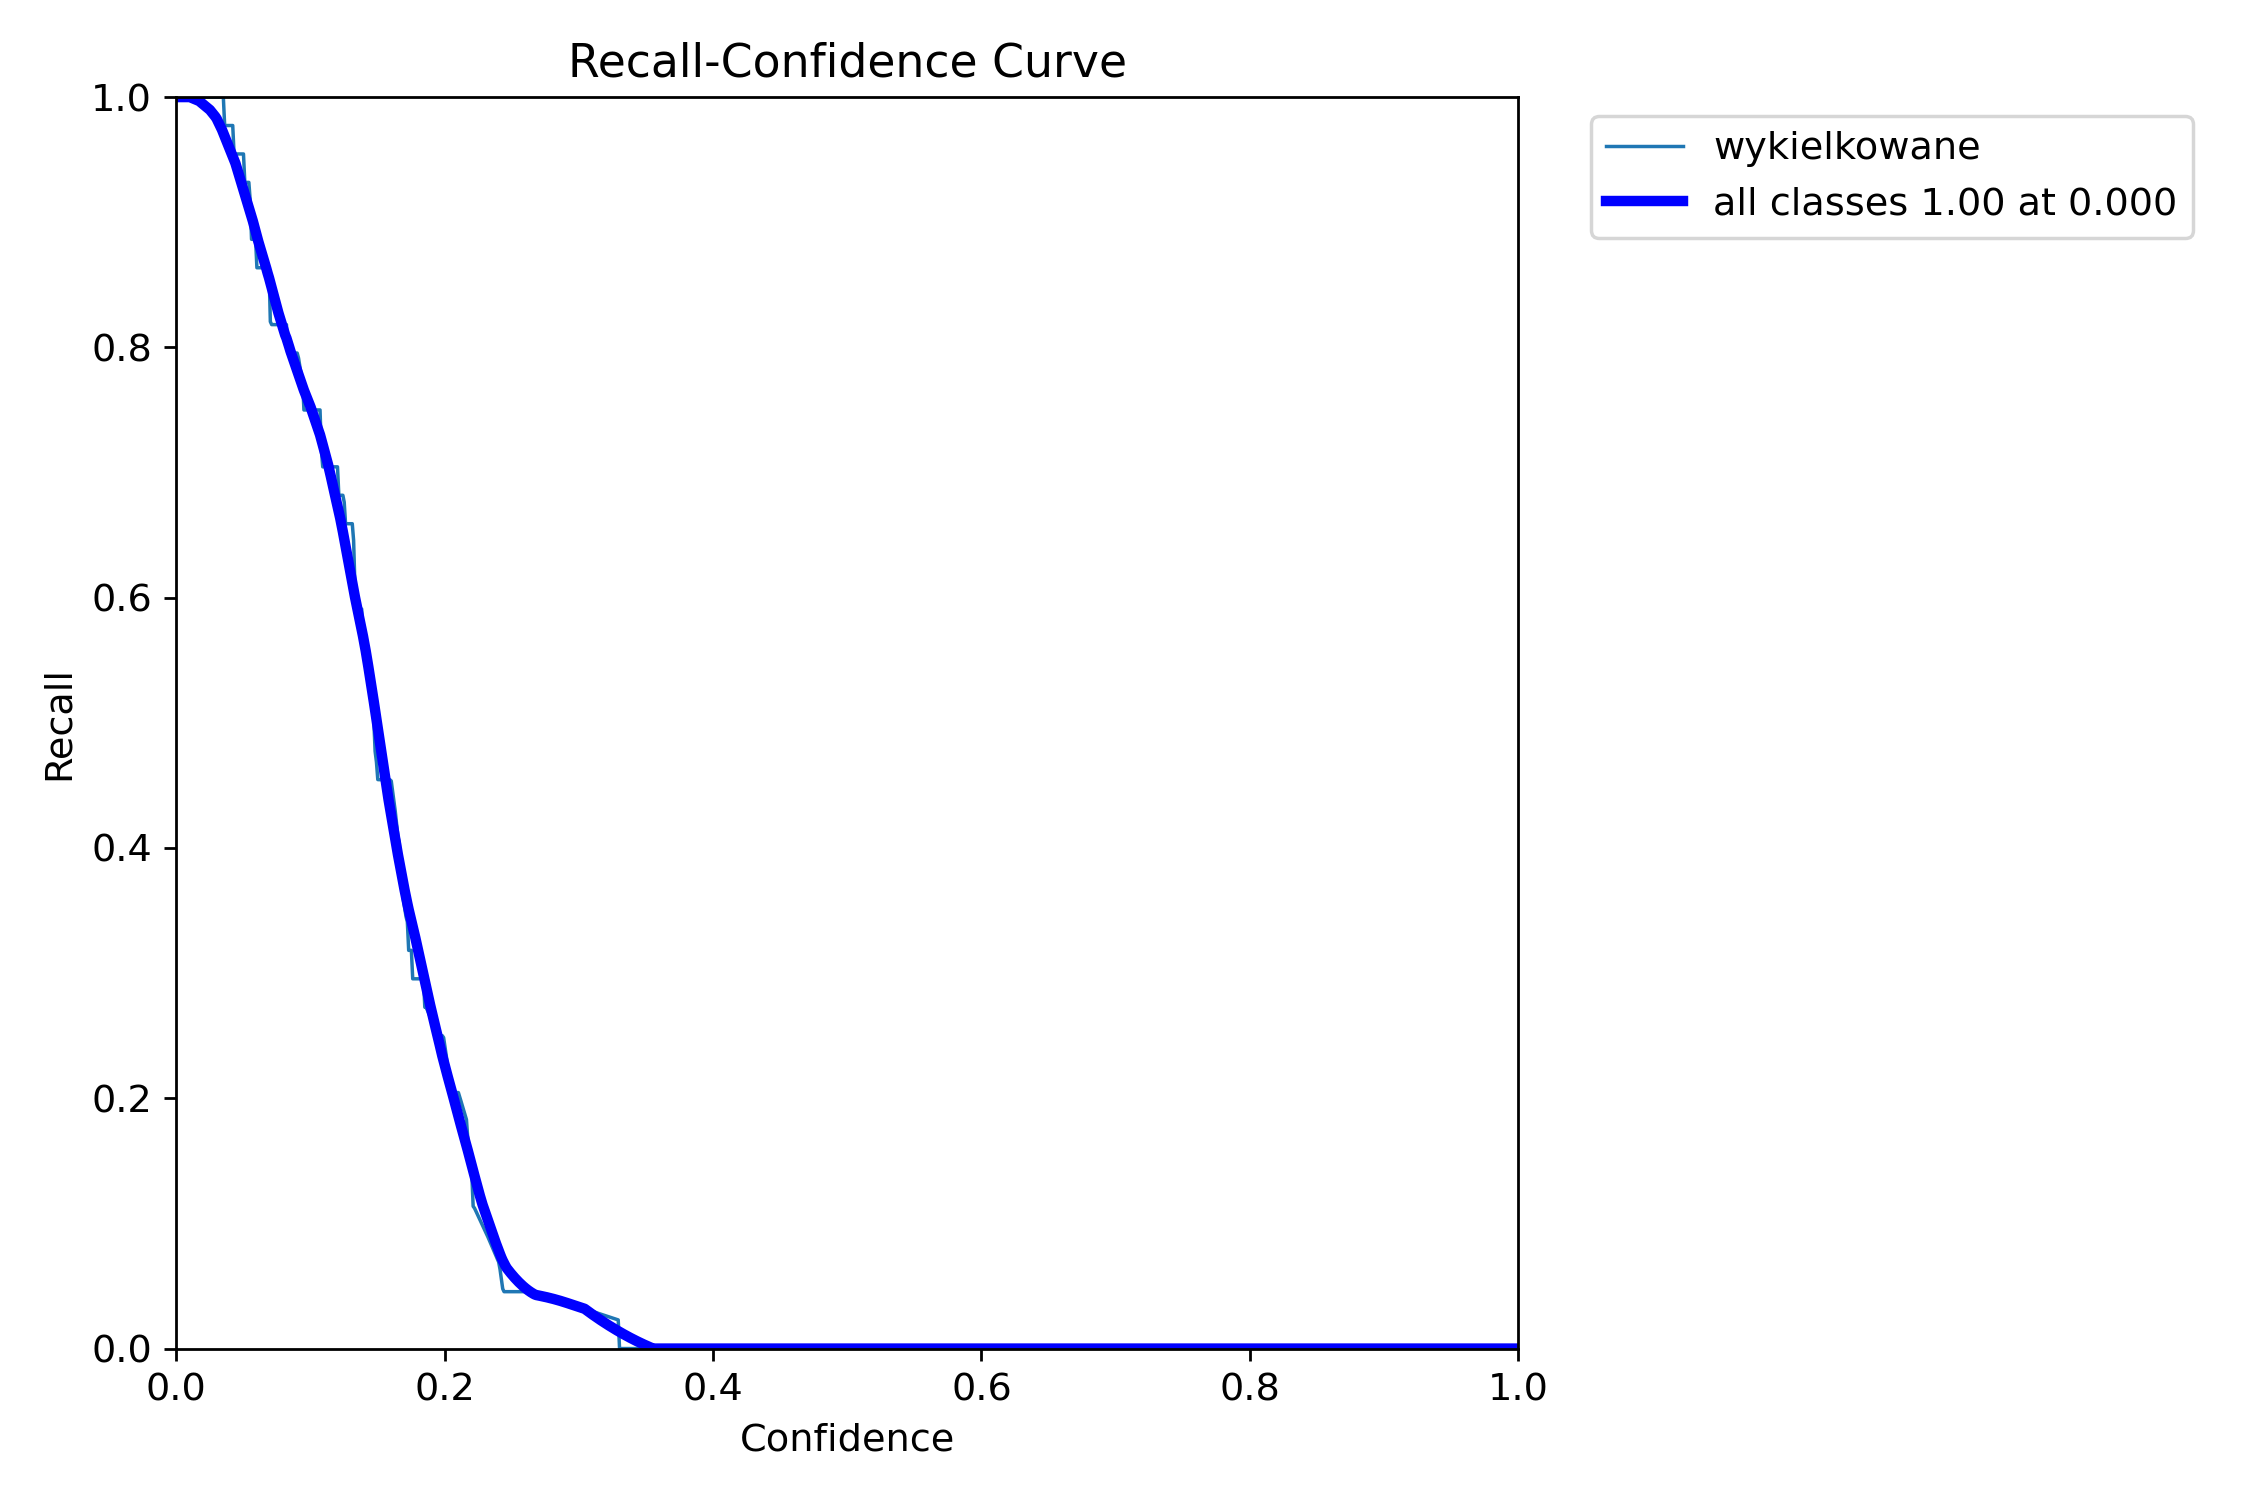 Recall-Confidence Curve
wykielkowane
all classes 1.00 at 0.000
1.0
0.8
0.6
0.4
0.2
0.0
Recall
0.0 0.2 0.4 0.6 0.8 1.0
Confidence